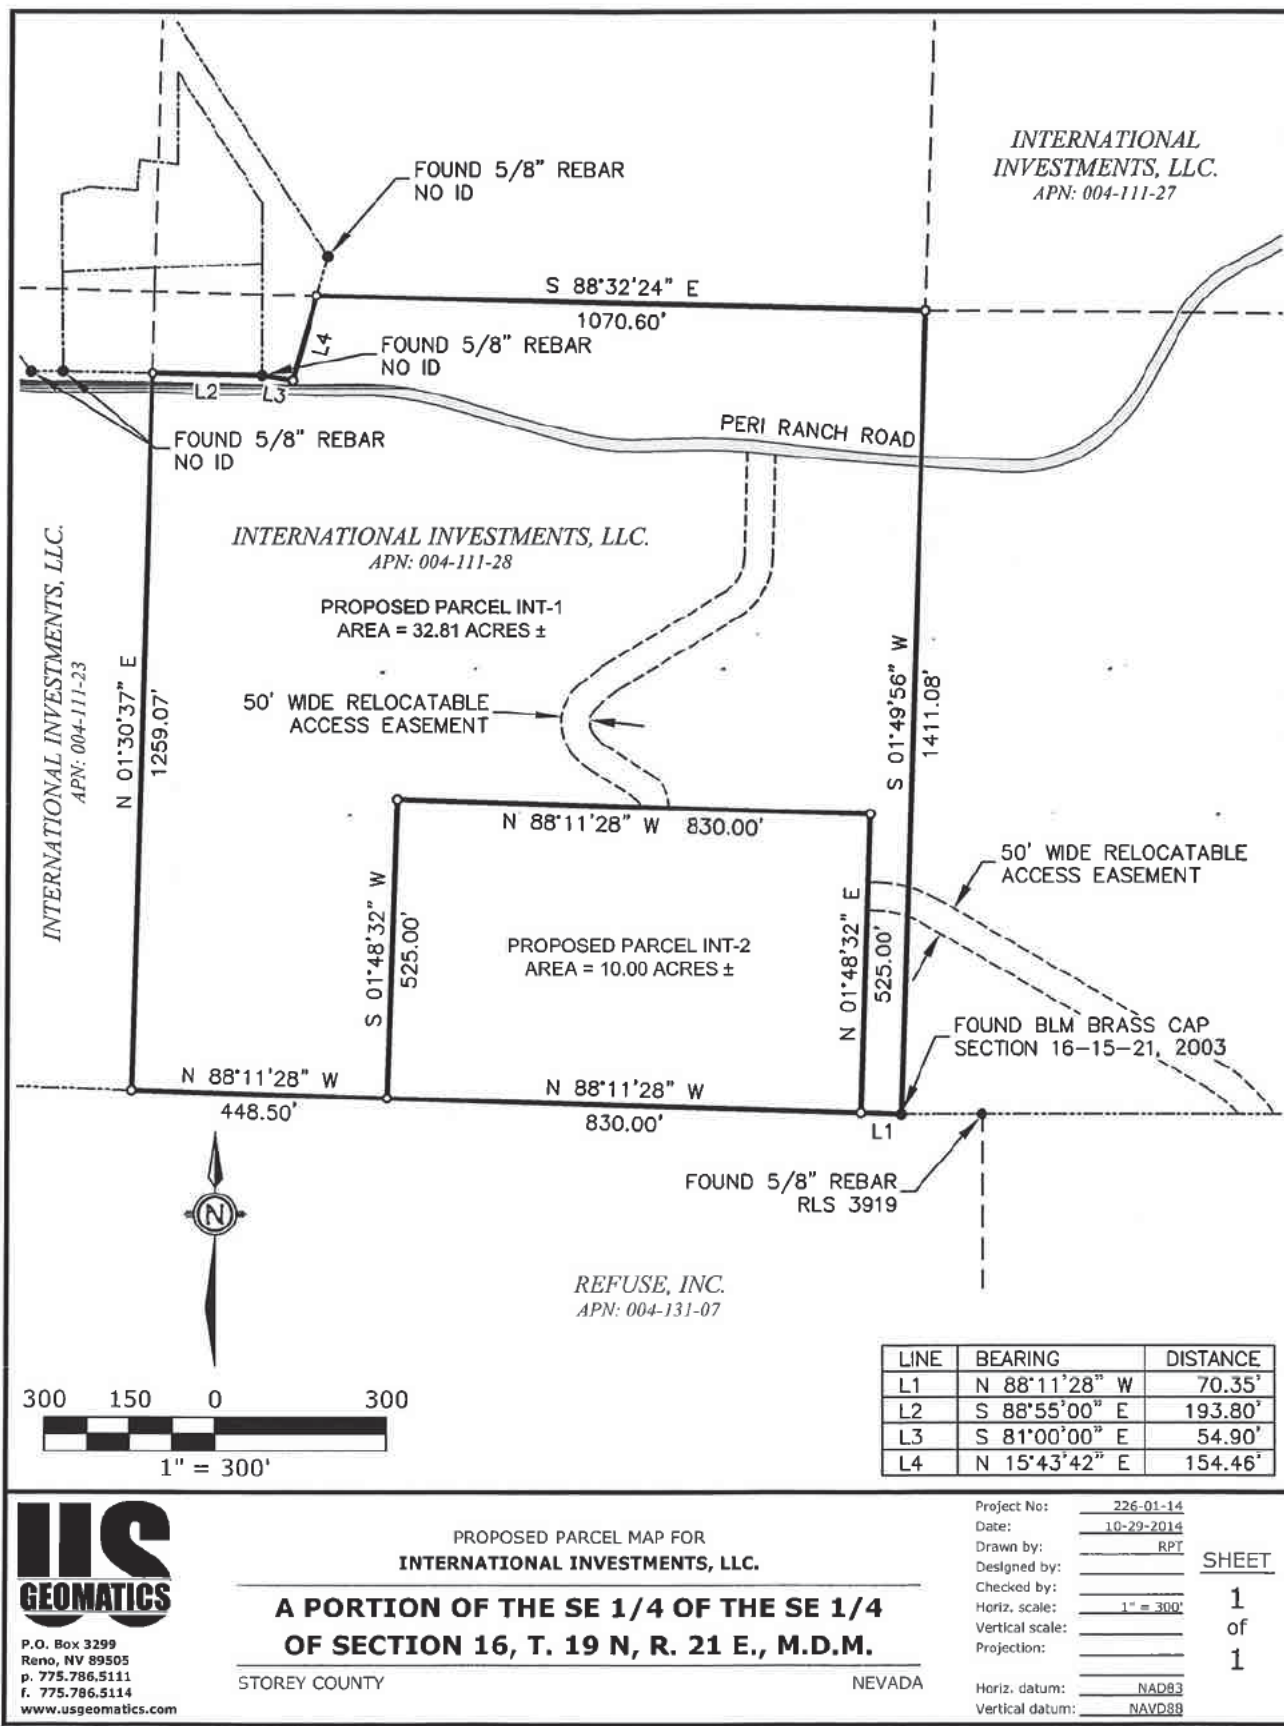 INTERNATIONAL
INVESTMENTS, LLC.
APN: 004-111-27
FOUND 5/8" REBAR
NO ID
S 88°32'24" E
1070.60'
L4
FOUND 5/8" REBAR
NO ID
L2
L3
FOUND 5/8" REBAR
NO ID
PERI RANCH ROAD
INTERNATIONAL INVESTMENTS, LLC.
APN: 004-111-28
PROPOSED PARCEL INT-1
AREA = 32.81 ACRES ±
INTERNATIONAL INVESTMENTS, LLC.
APN: 004-111-23
N 01°30'37" E
1259.07'
50' WIDE RELOCATABLE
ACCESS EASEMENT
S 01°49'56" W
1411.08'
N 88°11'28" W 830.00'
50' WIDE RELOCATABLE
ACCESS EASEMENT
S 01°48'32" W
525.00'
PROPOSED PARCEL INT-2
AREA = 10.00 ACRES ±
N 01°48'32" E
525.00'
FOUND BLM BRASS CAP
SECTION 16-15-21, 2003
N 88°11'28" W
448.50'
N 88°11'28" W
830.00'
L1
FOUND 5/8" REBAR
RLS 3919
N
REFUSE, INC.
APN: 004-131-07
LINE BEARING DISTANCE
L1 N 88°11'28" W 70.35'
L2 S 88°55'00" E 193.80'
L3 S 81°00'00" E 54.90'
L4 N 15°43'42" E 154.46'
300 150 0 300
1" = 300'
US
GEOMATICS
P.O. Box 3299
Reno, NV 89505
p. 775.786.5111
f. 775.786.5114
www.usgeomatics.com
PROPOSED PARCEL MAP FOR
INTERNATIONAL INVESTMENTS, LLC.
A PORTION OF THE SE 1/4 OF THE SE 1/4
OF SECTION 16, T. 19 N, R. 21 E., M.D.M.
STOREY COUNTY NEVADA
Project No: 226-01-14
Date: 10-29-2014
Drawn by: RPT
Designed by:
Checked by:
Horiz. scale: 1" = 300'
Vertical scale:
Projection:
Horiz. datum: NAD83
Vertical datum: NAVD88
SHEET
1
of
1